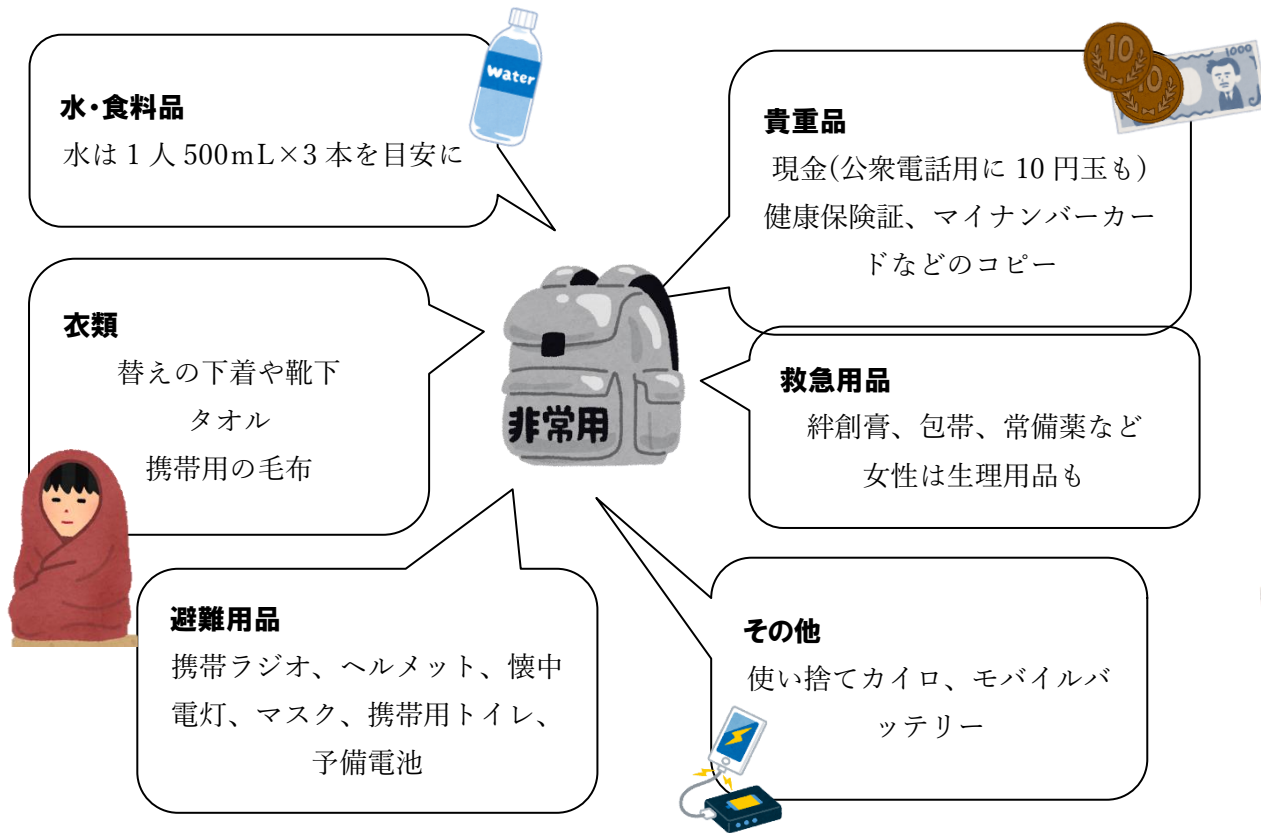 水・食料品
水は1人500mL×3本を目安に
water
貴重品
現金(公衆電話用に10円玉も)
健康保険証、マイナンバーカー
ドなどのコピー
10
10
1000
衣類
替えの下着や靴下
タオル
携帯用の毛布
非常用
救急用品
絆創膏、包帯、常備薬など
女性は生理用品も
避難用品
携帯ラジオ、ヘルメット、懐中
電灯、マスク、携帯用トイレ、
予備電池
その他
使い捨てカイロ、モバイルバ
ッテリー